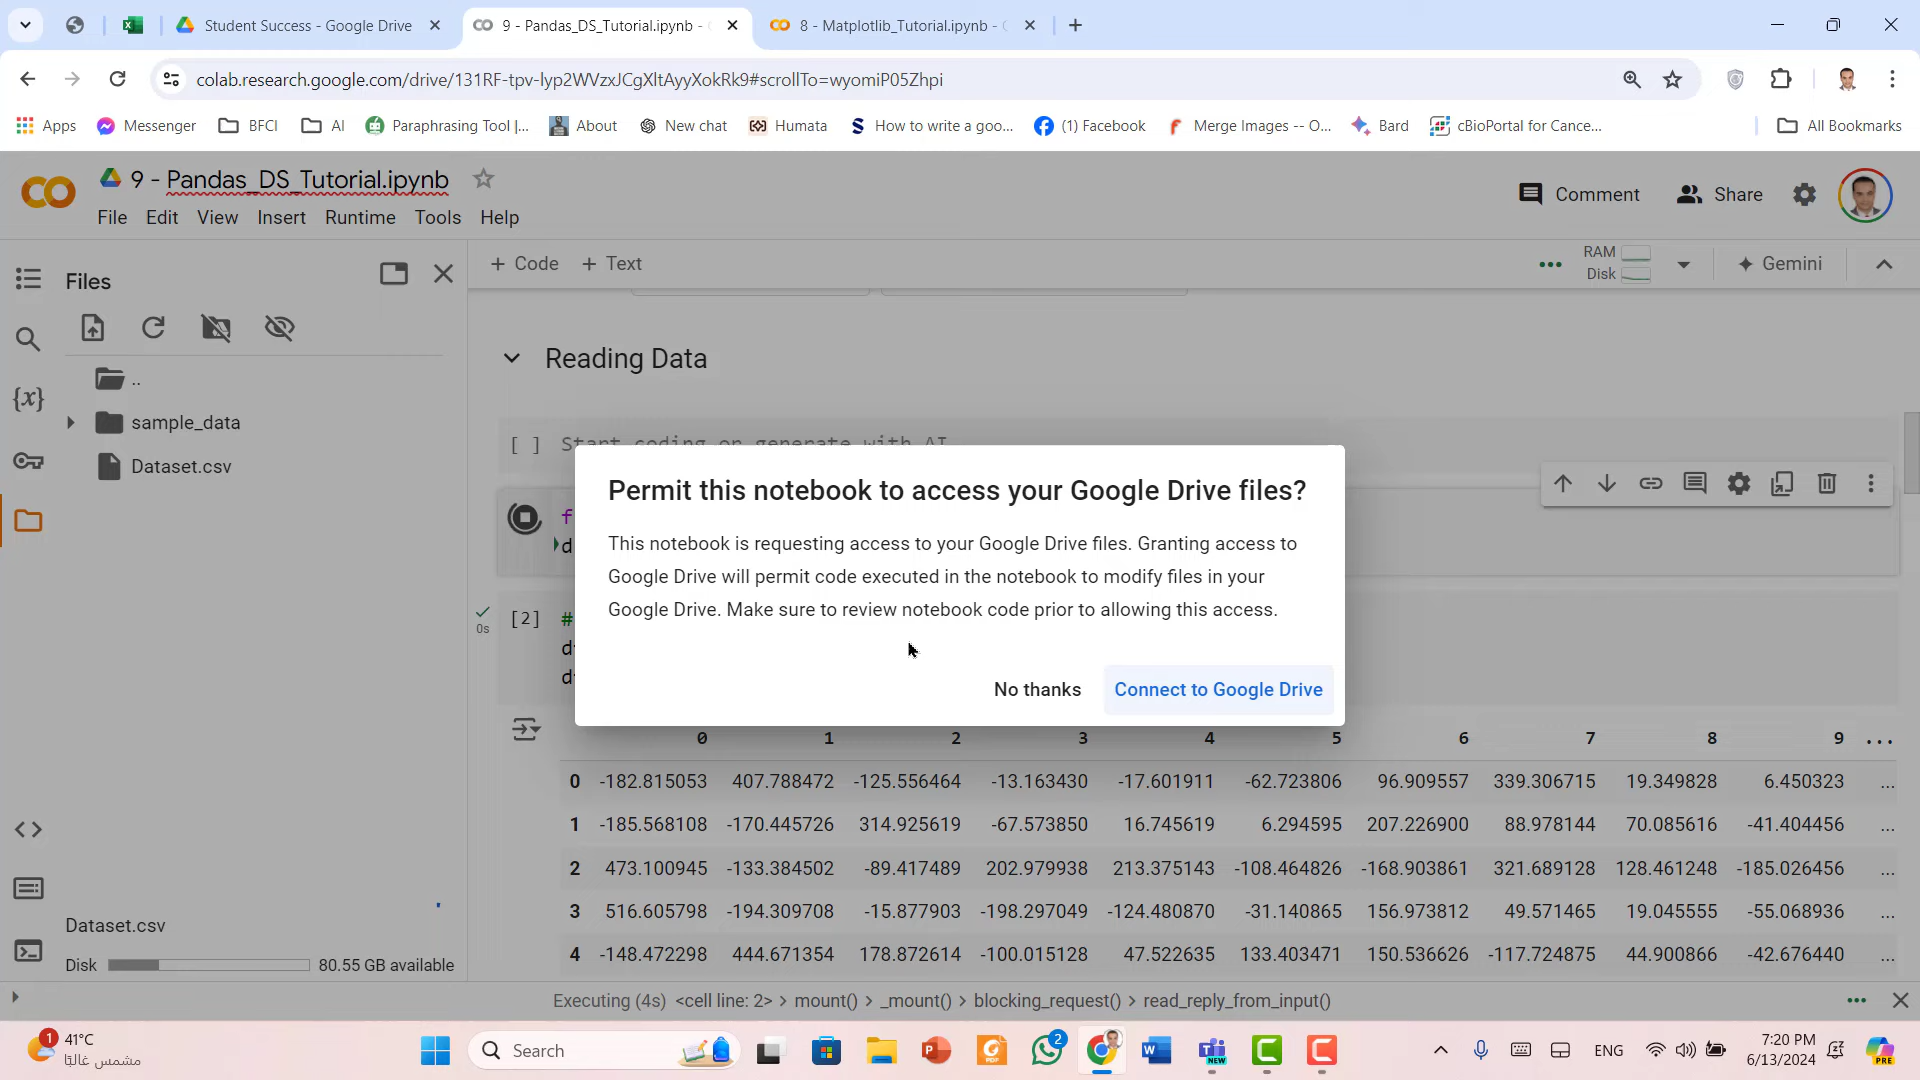 Student Success - Google Drive
9 - Pandas_DS_Tutorial.ipynb -
8 - Matplotlib_Tutorial.ipynb -
colab.research.google.com/drive/131RF-tpv-lyp2WVzxJCgXltAyyXokRk9#scrollTo=wyomiP05Zhpi
Apps Messenger BFCI AI Paraphrasing Tool |... About New chat Humata How to write a goo... (1) Facebook Merge Images -- O... Bard cBioPortal for Cance... All Bookmarks
9 - Pandas_DS_Tutorial.ipynb
Comment Share
File Edit View Insert Runtime Tools Help
Files
+ Code + Text
RAM
Disk
Gemini
..
Reading Data
sample_data
[ ] Start coding or generate with AI
Dataset.csv
Permit this notebook to access your Google Drive files?
f
This notebook is requesting access to your Google Drive files. Granting access to
d
Google Drive will permit code executed in the notebook to modify files in your
Google Drive. Make sure to review notebook code prior to allowing this access.
[2] #
0s
d
d
No thanks Connect to Google Drive
0 1 2 3 4 5 6 7 8 9 ...
0 -182.815053 407.788472 -125.556464 -13.163430 -17.601911 -62.723806 96.909557 339.306715 19.349828 6.450323 ...
1 -185.568108 -170.445726 314.925619 -67.573850 16.745619 6.294595 207.226900 88.978144 70.085616 -41.404456 ...
2 473.100945 -133.384502 -89.417489 202.979938 213.375143 -108.464826 -168.903861 321.689128 128.461248 -185.026456 ...
3 516.605798 -194.309708 -15.877903 -198.297049 -124.480870 -31.140865 156.973812 49.571465 19.045555 -55.068936 ...
4 -148.472298 444.671354 178.872614 -100.015128 47.522635 133.403471 150.536626 -117.724875 44.900866 -42.676440 ...
Dataset.csv
Disk 80.55 GB available
Executing (4s) <cell line: 2> > mount() > _mount() > blocking_request() > read_reply_from_input()
1
41°C
مشمس غالبًا
Search
2
NEW
ENG
7:20 PM
6/13/2024
PRE